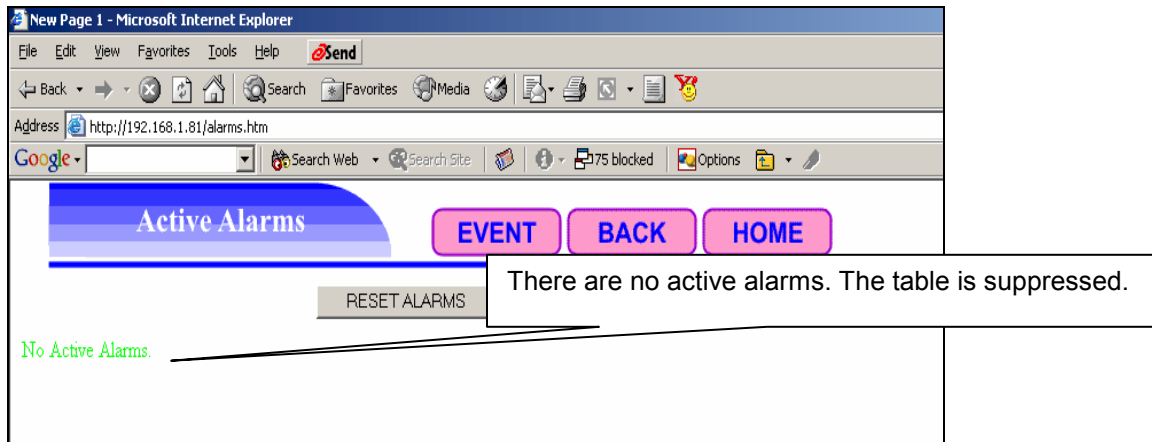 New Page 1 - Microsoft Internet Explorer
File Edit View Favorites Tools Help Send
Back Search Favorites Media
Address http://192.168.1.81/alarms.htm
Google Search Web Search Site 75 blocked Options
Active Alarms EVENT BACK HOME
There are no active alarms. The table is suppressed.
RESET ALARMS
No Active Alarms.